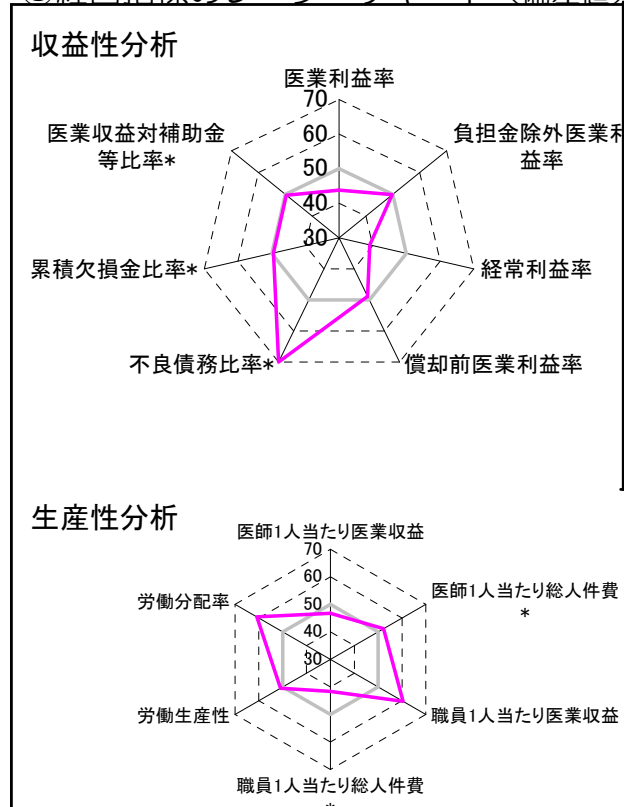 収益性分析
医業利益率
70
60
50
40
30
負担金除外医業利
益率
経常利益率
償却前医業利益率
不良債務比率*
累積欠損金比率*
医業収益対補助金
等比率*
生産性分析
医師1人当たり医業収益
70
60
50
40
30
医師1人当たり総人件費
*
職員1人当たり医業収益
職員1人当たり総人件費
*
労働生産性
労働分配率